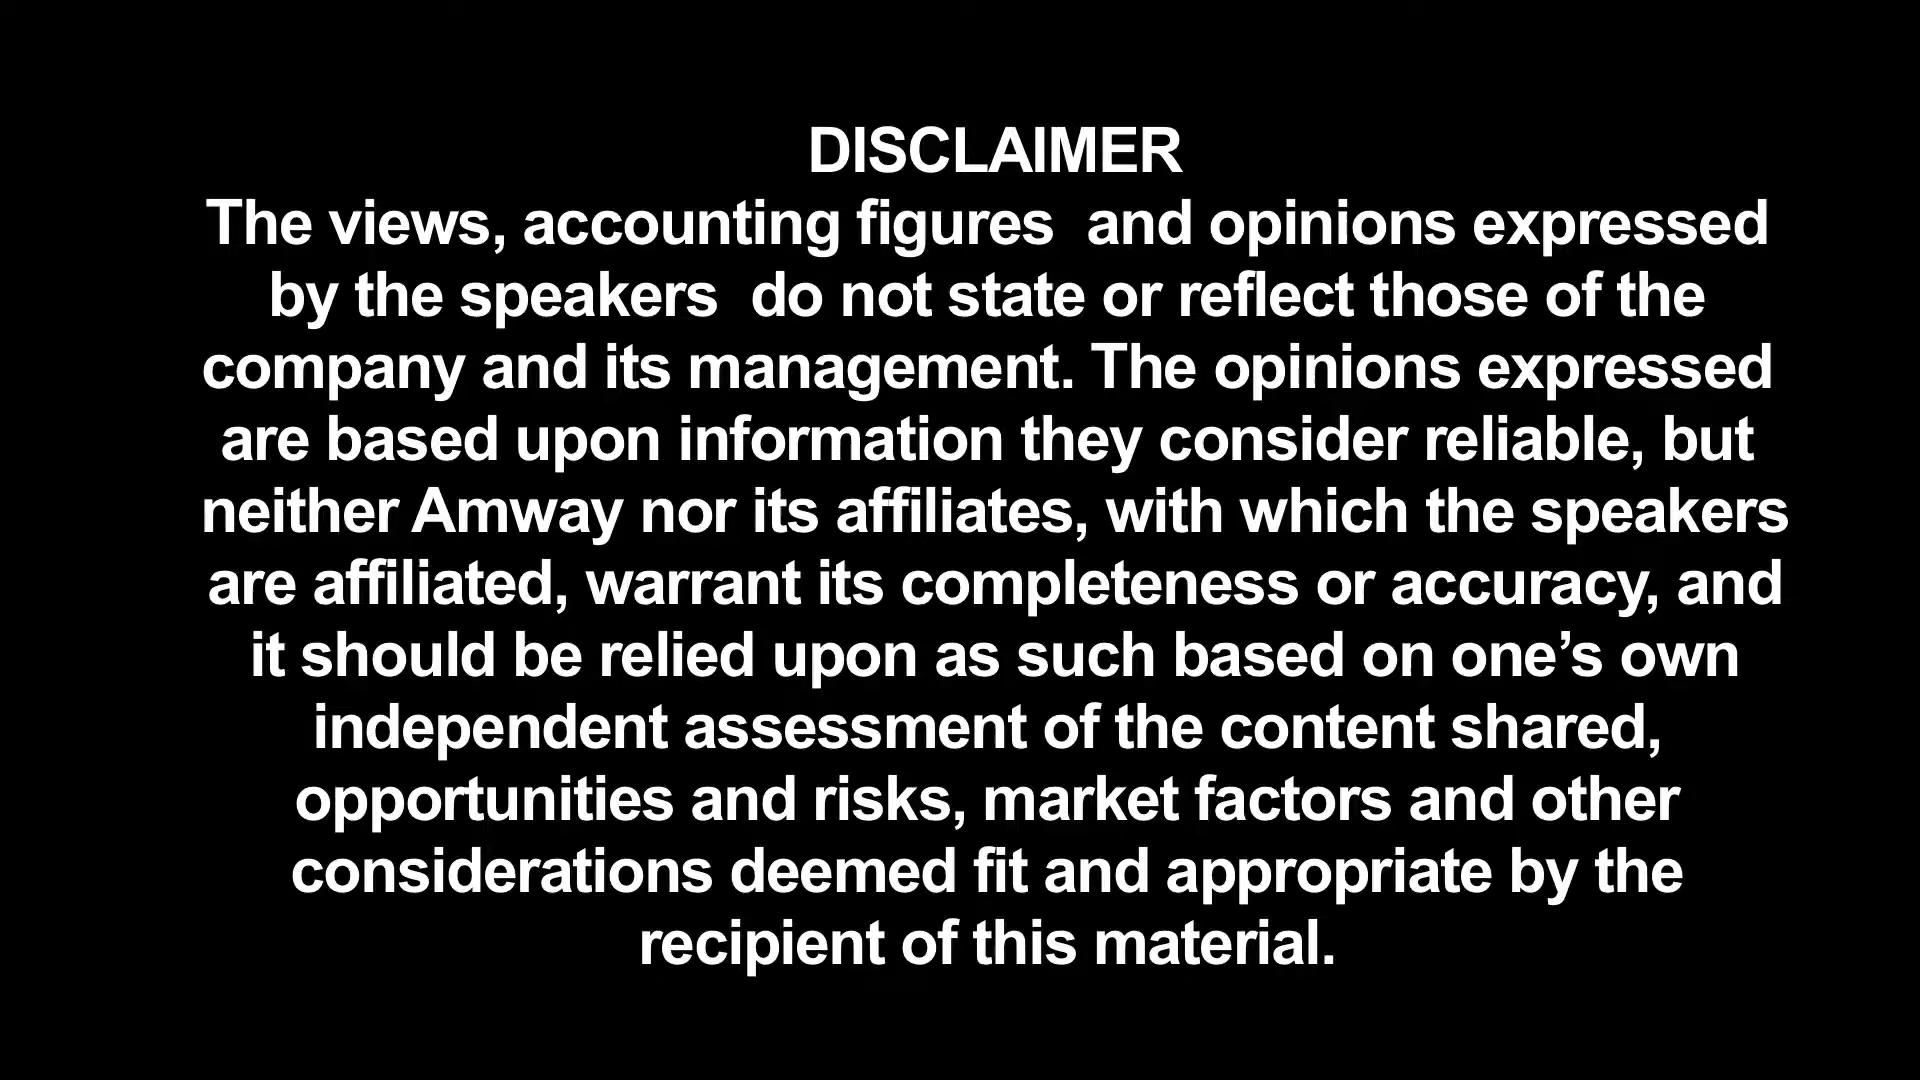 DISCLAIMER
The views, accounting figures  and opinions expressed
by the speakers  do not state or reflect those of the
company and its management. The opinions expressed
are based upon information they consider reliable, but
neither Amway nor its affiliates, with which the speakers
are affiliated, warrant its completeness or accuracy, and
it should be relied upon as such based on one’s own
independent assessment of the content shared,
opportunities and risks, market factors and other
considerations deemed fit and appropriate by the
recipient of this material.